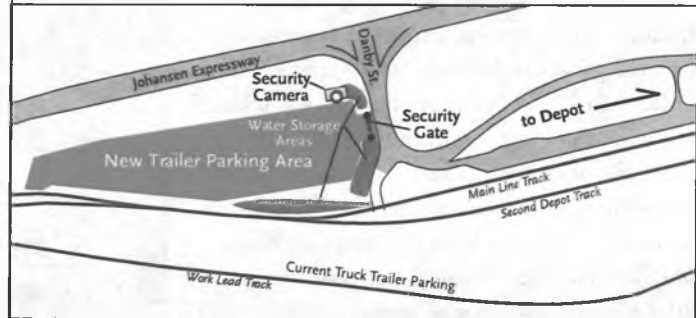 Johansen Expressway
Danby St.
Security
Camera
Security
Gate
to Depot
Water Storage
Areas
New Trailer Parking Area
Main Line Track
Second Depot Track
Current Truck Trailer Parking
Work Lead Track